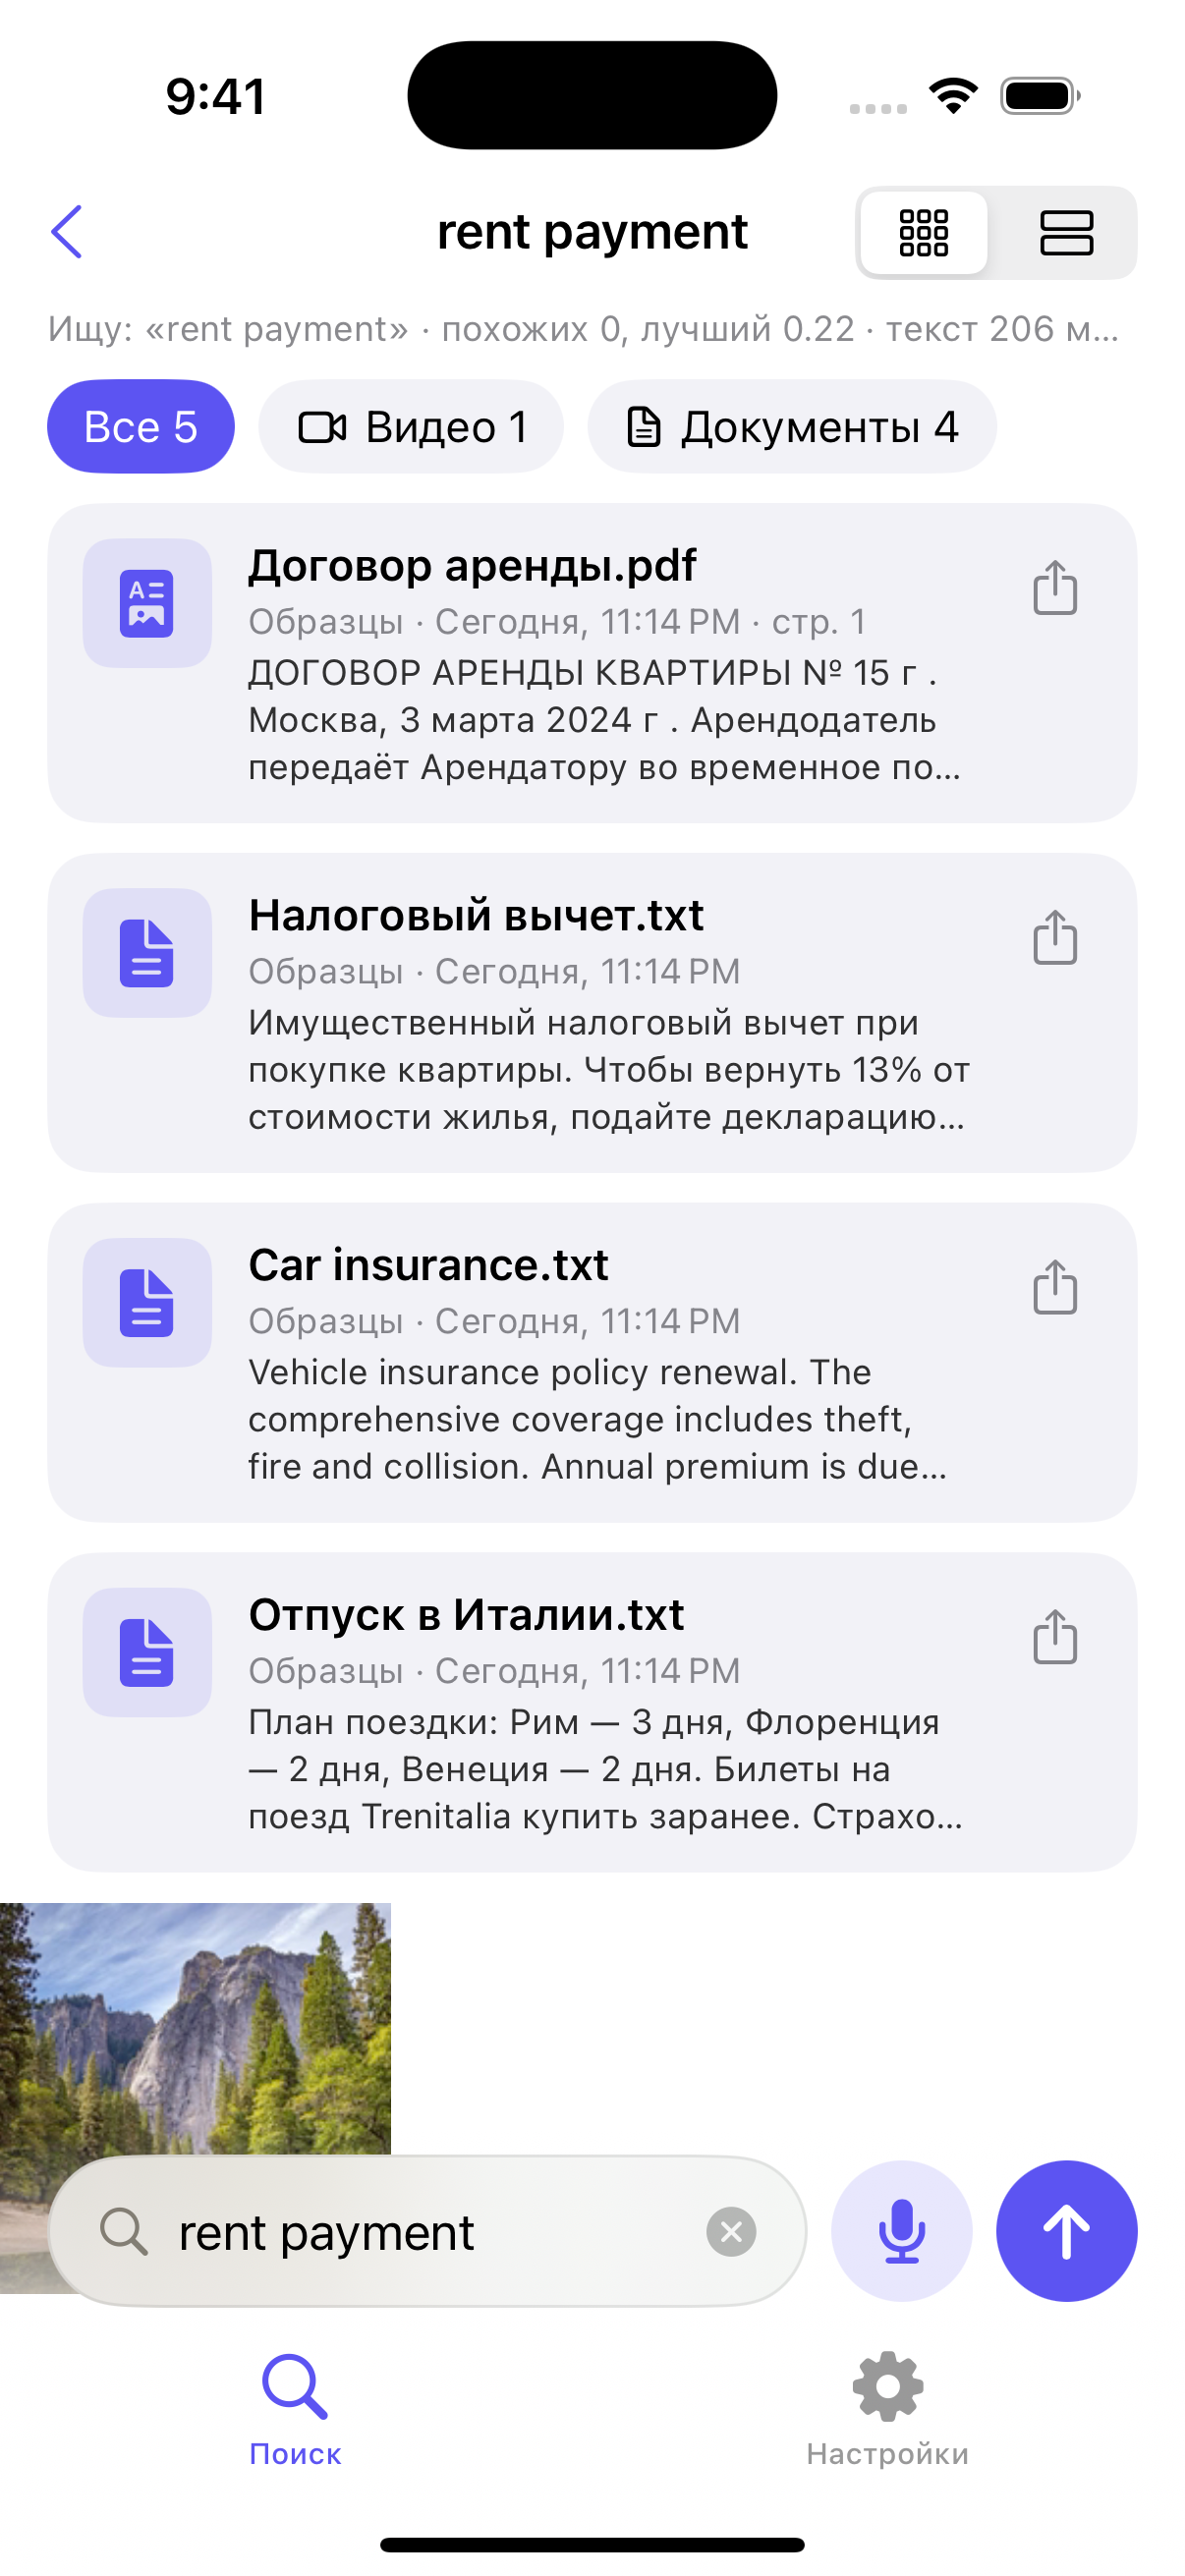 9:41
rent payment
Ищу: «rent payment» · похожих 0, лучший 0.22 · текст 206 м...
Все 5
Видео 1
Документы 4
Договор аренды.pdf
Образцы · Сегодня, 11:14 PM · стр. 1
ДОГОВОР АРЕНДЫ КВАРТИРЫ № 15 г .
Москва, 3 марта 2024 г . Арендодатель
передаёт Арендатору во временное по...
Налоговый вычет.txt
Образцы · Сегодня, 11:14 PM
Имущественный налоговый вычет при
покупке квартиры. Чтобы вернуть 13% от
стоимости жилья, подайте декларацию...
Car insurance.txt
Образцы · Сегодня, 11:14 PM
Vehicle insurance policy renewal. The
comprehensive coverage includes theft,
fire and collision. Annual premium is due...
Отпуск в Италии.txt
Образцы · Сегодня, 11:14 PM
План поездки: Рим — 3 дня, Флоренция
— 2 дня, Венеция — 2 дня. Билеты на
поезд Trenitalia купить заранее. Страхо...
rent payment
Поиск
Настройки